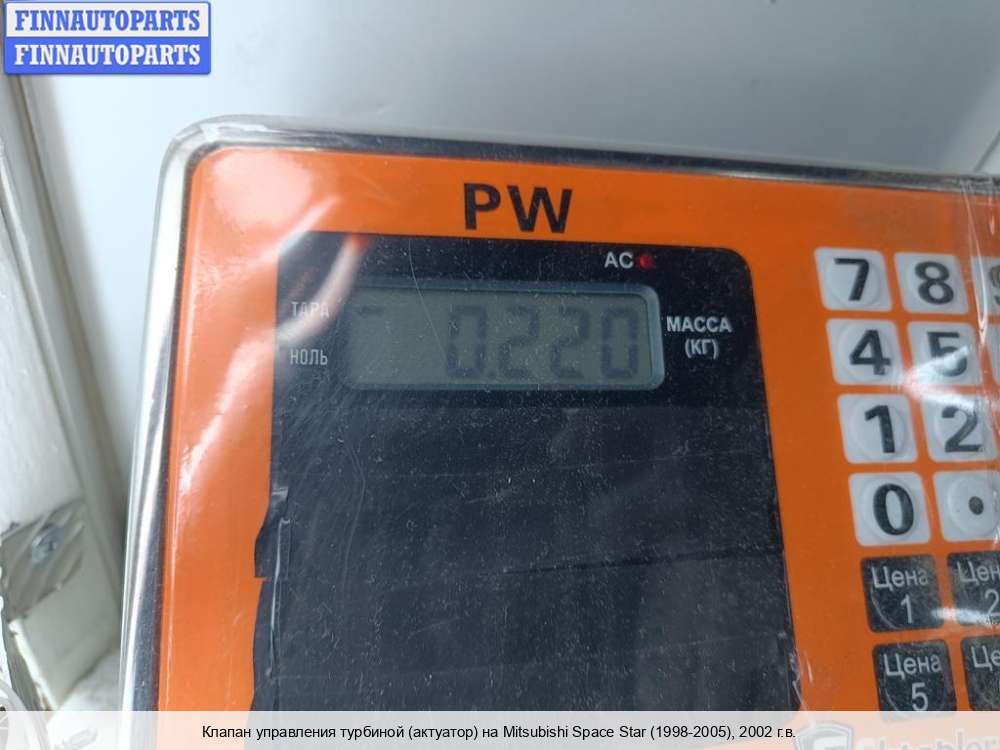 FINNAUTOPARTS
FINNAUTOPARTS
PW
AC
ТАРА
НОЛЬ
0.220
МАССА
(КГ)
7 8
4 5
1 2
0 .
Цена
1
Цена
5
Клапан управления турбиной (актуатор) на Mitsubishi Space Star (1998-2005), 2002 г.в.